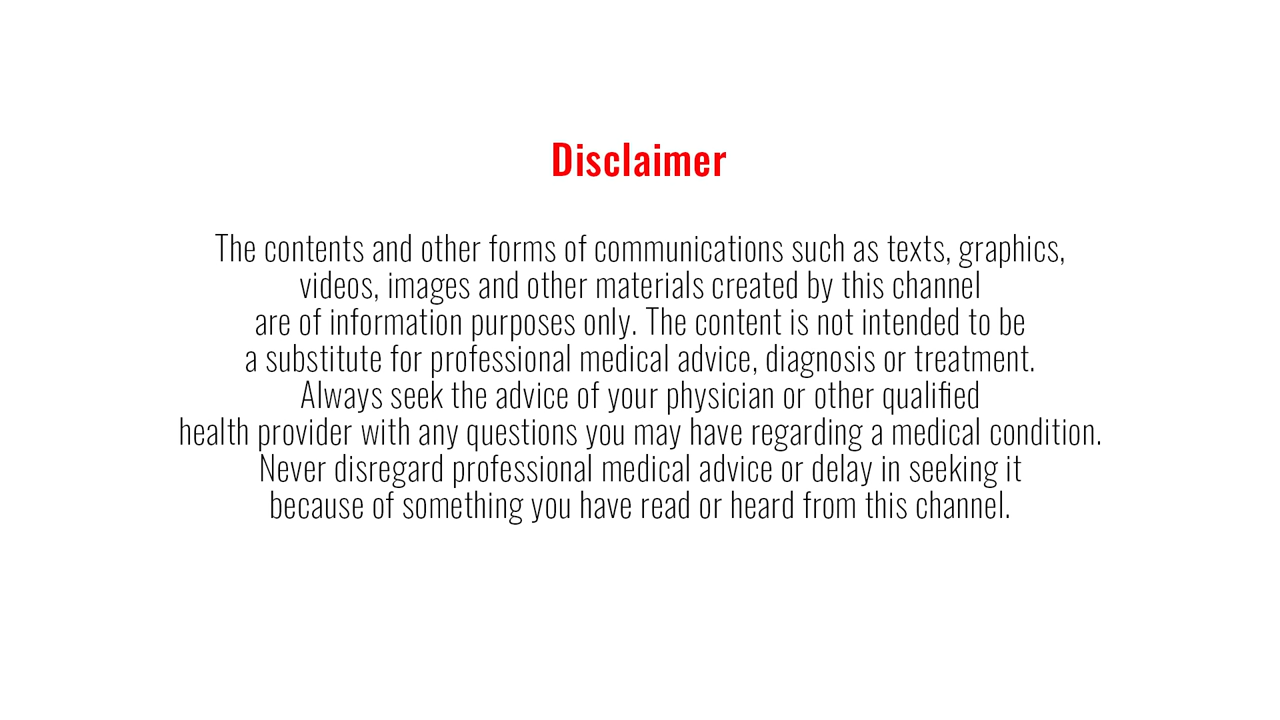 Disclaimer
The contents and other forms of communications such as texts, graphics,
videos, images and other materials created by this channel
are of information purposes only. The content is not intended to be
a substitute for professional medical advice, diagnosis or treatment.
Always seek the advice of your physician or other qualified
health provider with any questions you may have regarding a medical condition.
Never disregard professional medical advice or delay in seeking it
because of something you have read or heard from this channel.